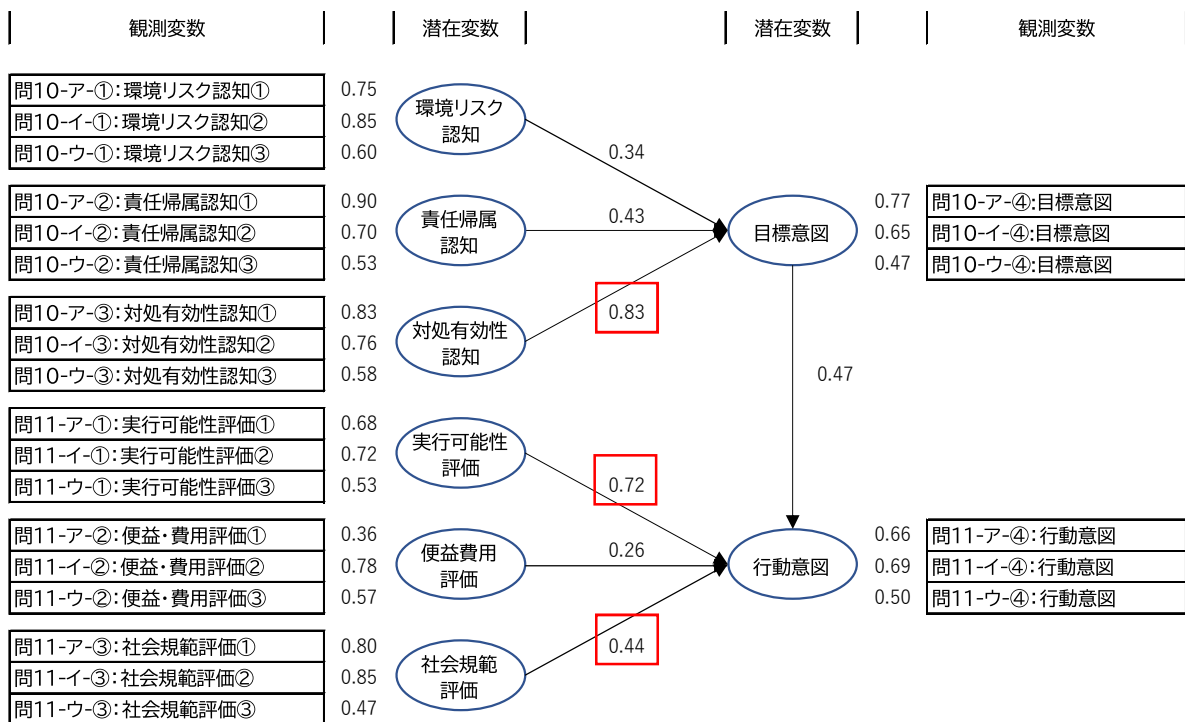 観測変数
潜在変数
潜在変数
観測変数
問10-ア-①：環境リスク認知① 0.75
問10-イ-①：環境リスク認知② 0.85
問10-ウ-①：環境リスク認知③ 0.60
環境リスク
認知
0.34
問10-ア-②：責任帰属認知① 0.90
問10-イ-②：責任帰属認知② 0.70
問10-ウ-②：責任帰属認知③ 0.53
責任帰属
認知
0.43
目標意図
0.77 問10-ア-④:目標意図
0.65 問10-イ-④:目標意図
0.47 問10-ウ-④:目標意図
問10-ア-③：対処有効性認知① 0.83
問10-イ-③：対処有効性認知② 0.76
問10-ウ-③：対処有効性認知③ 0.58
対処有効性
認知
0.83
0.47
問11-ア-①：実行可能性評価① 0.68
問11-イ-①：実行可能性評価② 0.72
問11-ウ-①：実行可能性評価③ 0.53
実行可能性
評価
0.72
問11-ア-②：便益・費用評価① 0.36
問11-イ-②：便益・費用評価② 0.78
問11-ウ-②：便益・費用評価③ 0.57
便益費用
評価
0.26
行動意図
0.66 問11-ア-④：行動意図
0.69 問11-イ-④：行動意図
0.50 問11-ウ-④：行動意図
問11-ア-③：社会規範評価① 0.80
問11-イ-③：社会規範評価② 0.85
問11-ウ-③：社会規範評価③ 0.47
社会規範
評価
0.44